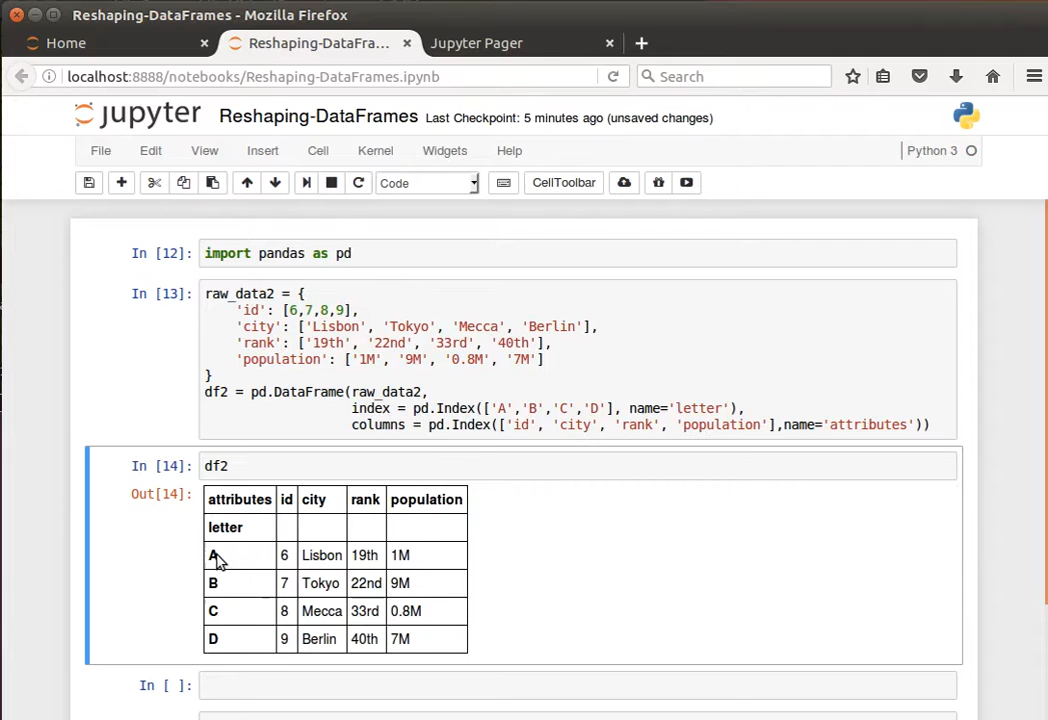 Reshaping-DataFrames - Mozilla Firefox
Home Reshaping-DataFra... Jupyter Pager
localhost:8888/notebooks/Reshaping-DataFrames.ipynb Search
jupyter Reshaping-DataFrames Last Checkpoint: 5 minutes ago (unsaved changes)
File Edit View Insert Cell Kernel Widgets Help Python 3
Code CellToolbar
In [12]: import pandas as pd
In [13]: raw_data2 = {
'id': [6,7,8,9],
'city': ['Lisbon', 'Tokyo', 'Mecca', 'Berlin'],
'rank': ['19th', '22nd', '33rd', '40th'],
'population': ['1M', '9M', '0.8M', '7M']
}
df2 = pd.DataFrame(raw_data2,
index = pd.Index(['A','B','C','D'], name='letter'),
columns = pd.Index(['id', 'city', 'rank', 'population'],name='attributes'))
In [14]: df2
Out[14]: attributes id city rank population
letter
A 6 Lisbon 19th 1M
B 7 Tokyo 22nd 9M
C 8 Mecca 33rd 0.8M
D 9 Berlin 40th 7M
In [ ]: